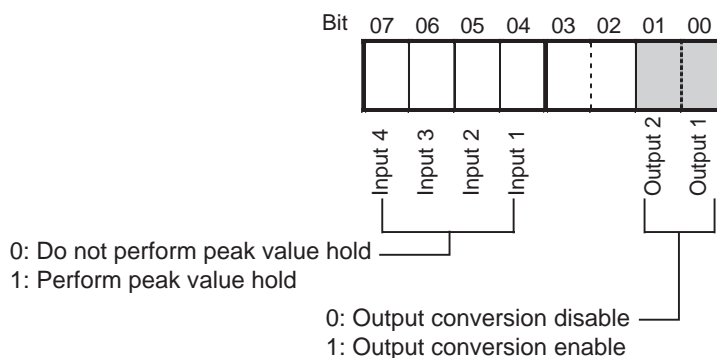 Bit 07 06 05 04 03 02 01 00
Input 4
Input 3
Input 2
Input 1
Output 2
Output 1
0: Do not perform peak value hold
1: Perform peak value hold
0: Output conversion disable
1: Output conversion enable